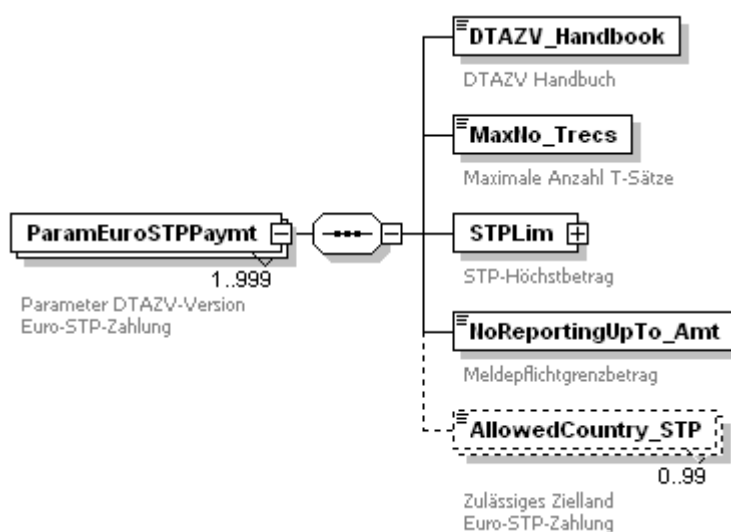 DTAZV_Handbook
DTAZV Handbuch
MaxNo_Trecs
Maximale Anzahl T-Sätze
ParamEuroSTPPaymt
1..999
Parameter DTAZV-Version
Euro-STP-Zahlung
STPLim
STP-Höchstbetrag
NoReportingUpTo_Amt
Meldepflichtgrenzbetrag
AllowedCountry_STP
0..99
Zulässiges Zielland
Euro-STP-Zahlung